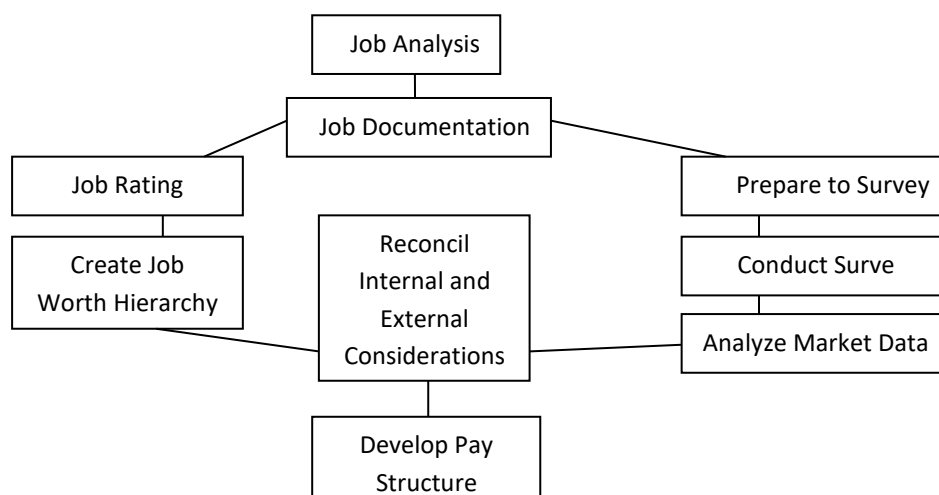 Job Analysis
Job Documentation
Job Rating
Prepare to Survey
Create Job
Worth Hierarchy
Reconcil
Internal and
External
Considerations
Conduct Surve
Analyze Market Data
Develop Pay
Structure